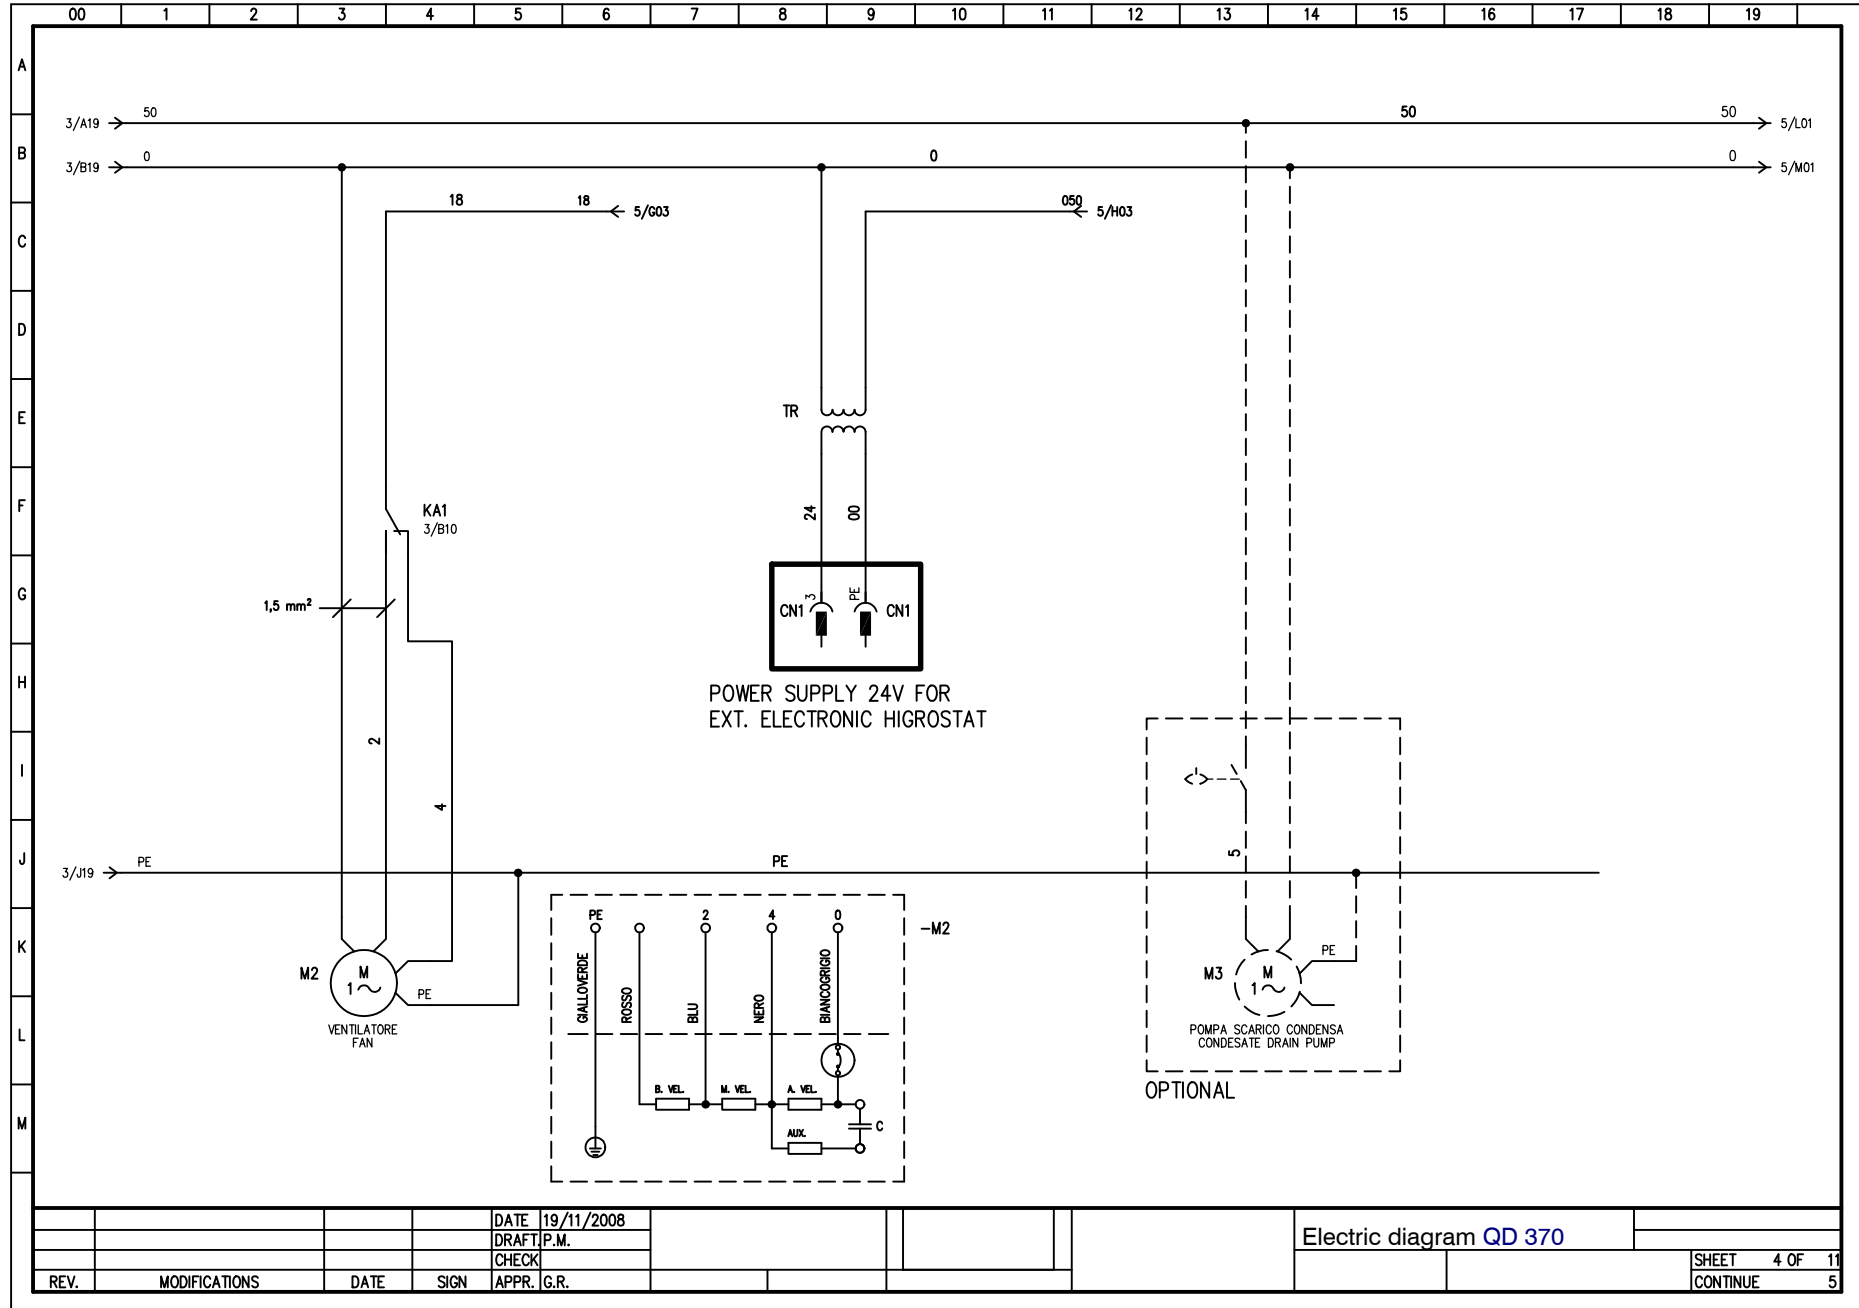 00 1 2 3 4 5 6 7 8 9 10 11 12 13 14 15 16 17 18 19
A
3/A19 50 50 50 5/L01
B
3/B19 0 0 0 5/M01
18 18 5/G03 050 5/H03
C
D
E
TR
F
KA1
3/B10
24 00
G
1,5 mm²
3 PE
CN1 CN1
H
POWER SUPPLY 24V FOR
EXT. ELECTRONIC HIGROSTAT
I
2
4
J
5
3/J19 PE PE
K
PE 2 4 0 -M2
GIALLOVERDE ROSSO BLU NERO BIANCOGRIGIO
M2 M 1 PE
M3 M 1 PE
L
VENTILATORE
FAN
POMPA SCARICO CONDENSA
CONDESATE DRAIN PUMP
B. VEL. M. VEL. A. VEL.
OPTIONAL
M
C
AUX.
DATE 19/11/2008
DRAFT. P.M.
Electric diagram QD 370
CHECK
SHEET 4 OF 11
REV. MODIFICATIONS DATE SIGN APPR. G.R.
CONTINUE 5